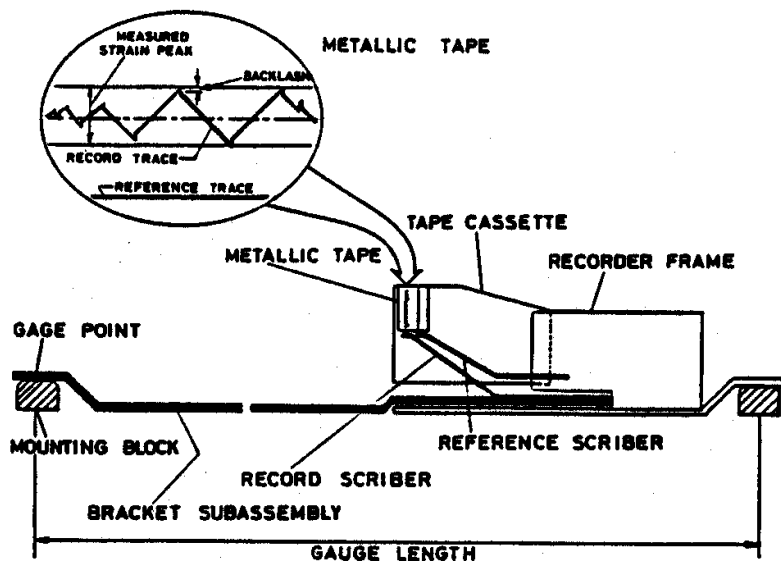 MEASURED
STRAIN PEAK
METALLIC TAPE
BACKLASH
RECORD TRACE
REFERENCE TRACE
TAPE CASSETTE
METALLIC TAPE
RECORDER FRAME
GAGE POINT
MOUNTING BLOCK
REFERENCE SCRIBER
RECORD SCRIBER
BRACKET SUBASSEMBLY
GAUGE LENGTH